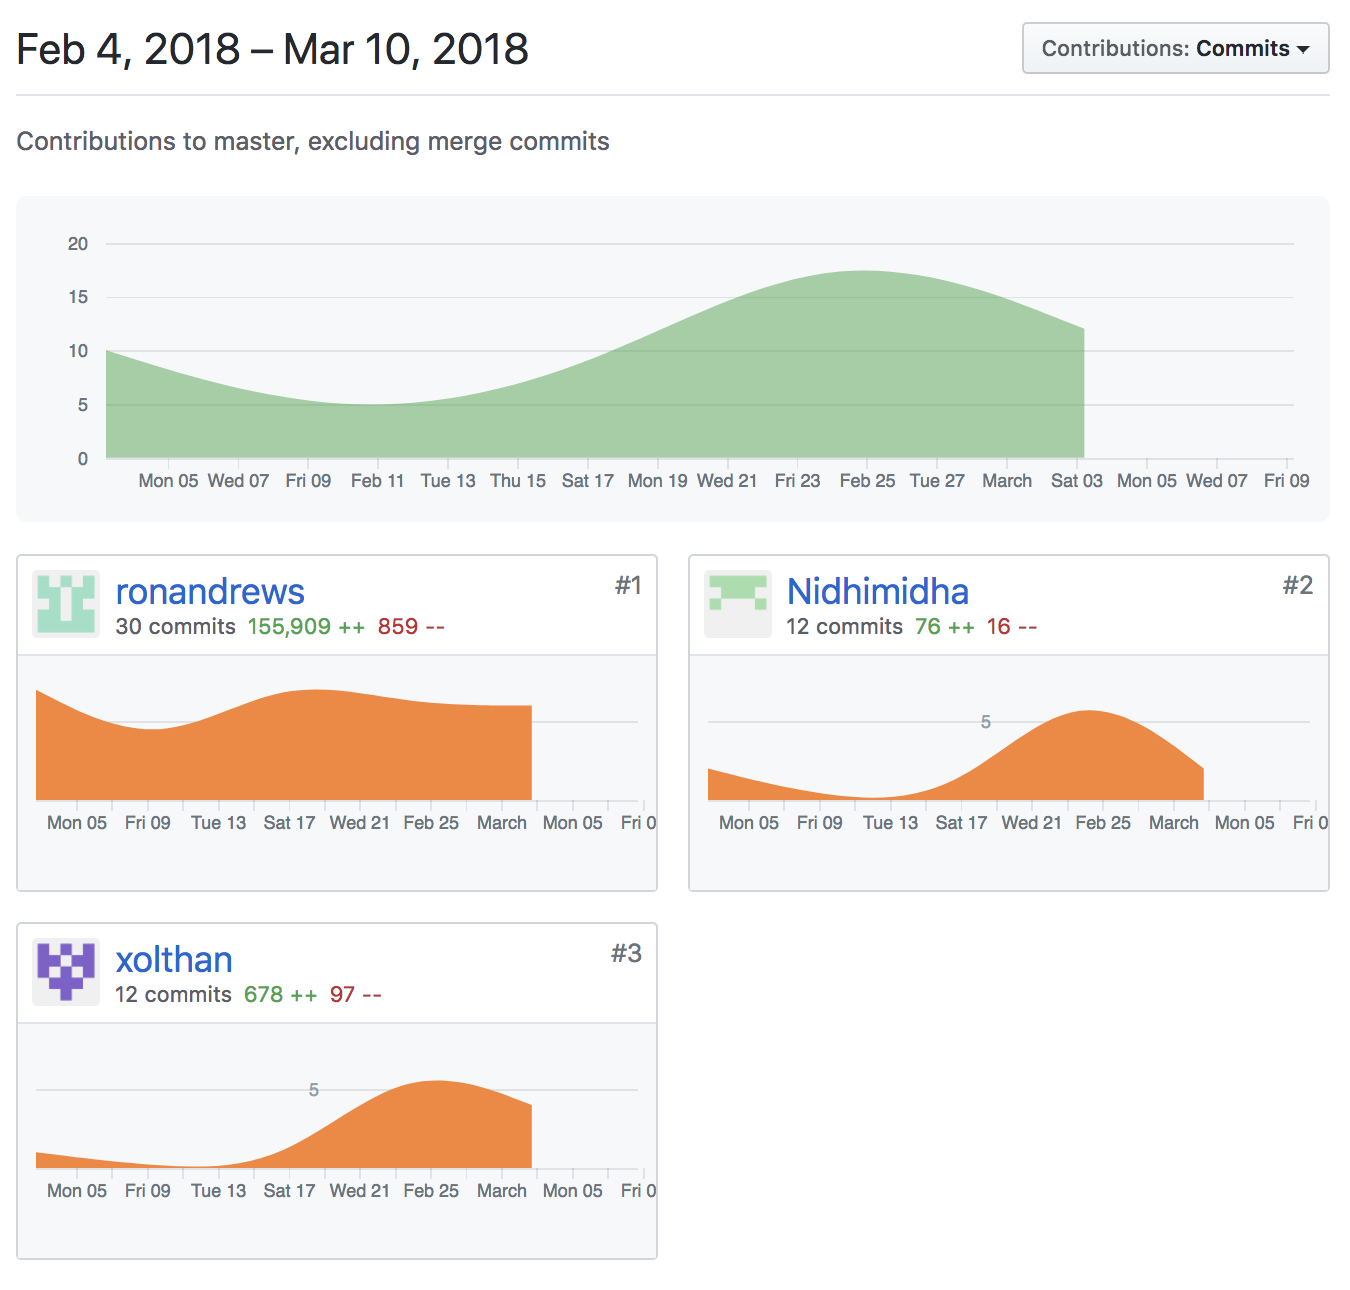 Feb 4, 2018 – Mar 10, 2018
Contributions: Commits
Contributions to master, excluding merge commits
20
15
10
5
0
Mon 05 Wed 07 Fri 09 Feb 11 Tue 13 Thu 15 Sat 17 Mon 19 Wed 21 Fri 23 Feb 25 Tue 27 March Sat 03 Mon 05 Wed 07 Fri 09
ronandrews #1
30 commits 155,909 ++ 859 --
Mon 05 Fri 09 Tue 13 Sat 17 Wed 21 Feb 25 March Mon 05 Fri 0
Nidhimidha #2
12 commits 76 ++ 16 --
5
Mon 05 Fri 09 Tue 13 Sat 17 Wed 21 Feb 25 March Mon 05 Fri 0
xolthan #3
12 commits 678 ++ 97 --
5
Mon 05 Fri 09 Tue 13 Sat 17 Wed 21 Feb 25 March Mon 05 Fri 0